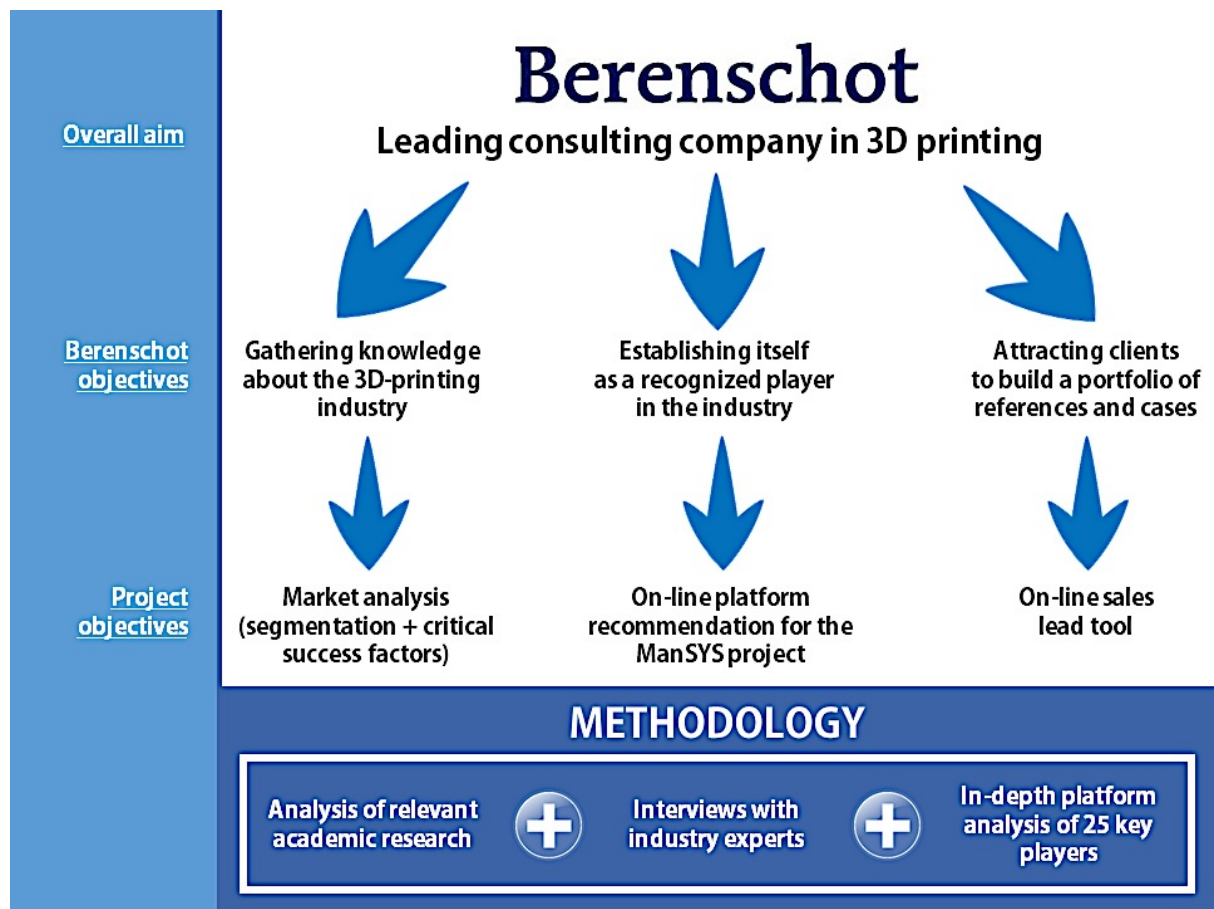 Berenschot
Overall aim
Leading consulting company in 3D printing
Berenschot
objectives
Gathering knowledge
about the 3D-printing
industry
Establishing itself
as a recognized player
in the industry
Attracting clients
to build a portfolio of
references and cases
Project
objectives
Market analysis
(segmentation + critical
success factors)
On-line platform
recommendation for the
ManSYS project
On-line sales
lead tool
METHODOLOGY
Analysis of relevant
academic research
Interviews with
industry experts
In-depth platform
analysis of 25 key
players